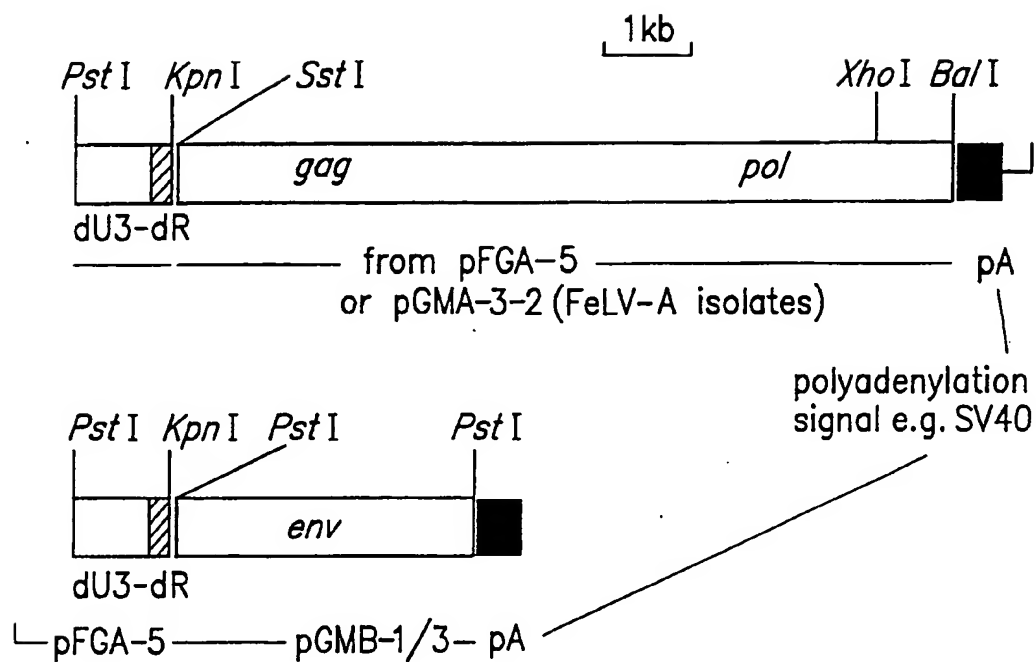 1kb
Pst I Kpn I Sst I Xho I Bal I
gag pol
dU3-dR
from pFGA-5 pA
or pGMA-3-2 (FeLV-A isolates)
polyadenylation
signal e.g. SV40
Pst I Kpn I Pst I Pst I
env
dU3-dR
pFGA-5 — pGMB-1/3 — pA